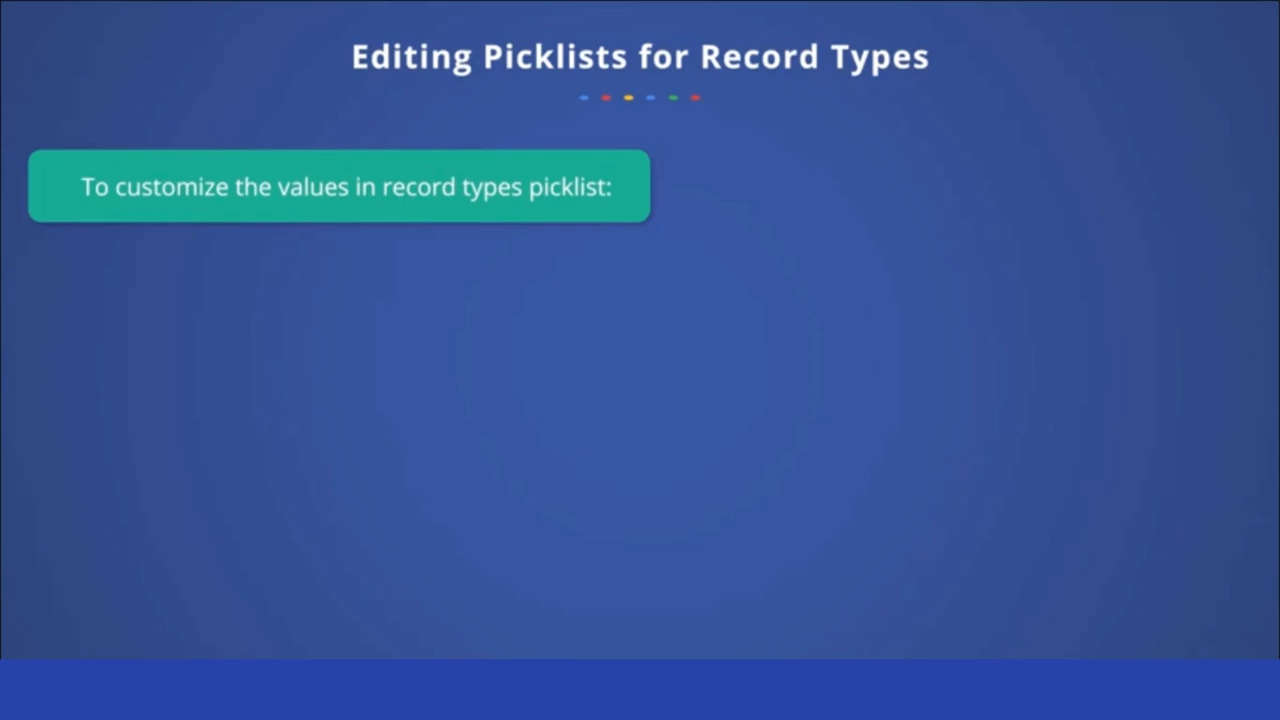 Editing Picklists for Record Types
To customize the values in record types picklist: